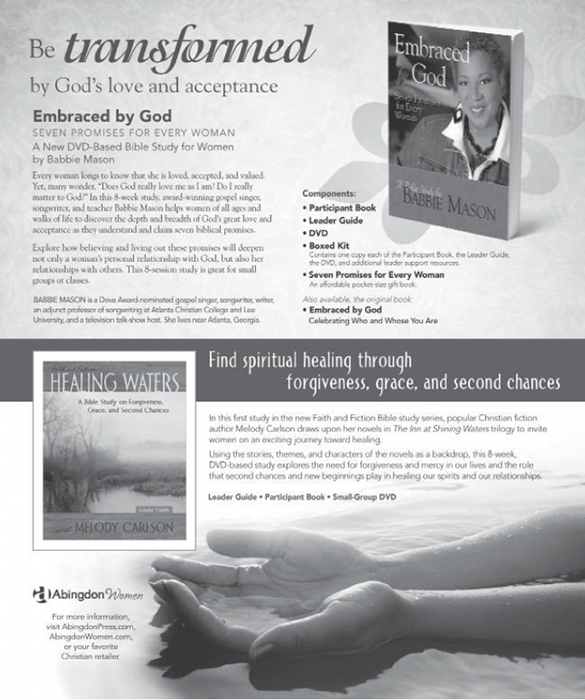 Be transformed
by God's love and acceptance
Embraced by God
SEVEN PROMISES FOR EVERY WOMAN
A New DVD-Based Bible Study for Women
by Babbie Mason
Every woman longs to know that she is loved, accepted, and valued.
Yet, many wonder, "Does God really love me as I am? Do I really
matter to God?" In this 8-week study, award-winning gospel singer,
songwriter, and teacher Babbie Mason helps women of all ages and
walks of life to discover the depth and breadth of God's great love and
acceptance as they understand and claim seven biblical promises.
Explore how believing and living out these promises will deepen
not only a woman's personal relationship with God, but also her
relationships with others. This 8-session study is great for small
groups or classes.
BABBIE MASON is a Dove Award-nominated gospel singer, songwriter, writer,
an adjunct professor of songwriting at Atlanta Christian College and Lee
University, and a television talk-show host. She lives near Atlanta, Georgia.
Embraced
God
Seven Promises
for Every
Woman
BABBIE MASON
Components:
• Participant Book
• Leader Guide
• DVD
• Boxed Kit
Contains one copy each of the Participant Book, the Leader Guide,
the DVD, and additional leader support resources.
• Seven Promises for Every Woman
An affordable pocket-size gift book.
Also available, the original book:
• Embraced by God
Celebrating Who and Whose You Are
HEALING WATERS
A Bible Study on Forgiveness,
Grace, and Second Chances
Leader Guide
MELODY CARLSON
Find spiritual healing through
forgiveness, grace, and second chances
In this first study in the new Faith and Fiction Bible study series, popular Christian fiction
author Melody Carlson draws upon her novels in The Inn at Shining Waters trilogy to invite
women on an exciting journey toward healing.
Using the stories, themes, and characters of the novels as a backdrop, this 8-week,
DVD-based study explores the need for forgiveness and mercy in our lives and the role
that second chances and new beginnings play in healing our spirits and our relationships.
Leader Guide • Participant Book • Small-Group DVD
Abingdon Women
For more information,
visit AbingdonPress.com,
AbingdonWomen.com,
or your favorite
Christian retailer.